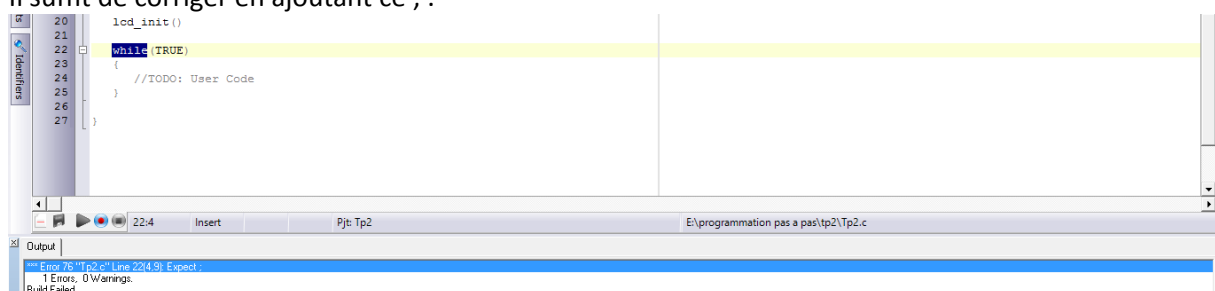 Il suffit de corriger en ajoutant ce ; .
ts
20 lcd_init()
21
22 while(TRUE)
23 {
24 //TODO: User Code
25 }
26
27 }
Identifiers
22:4 Insert Pjt: Tp2 E:\programmation pas a pas\tp2\Tp2.c
Output
*** Error 76 "Tp2.c" Line 22(4,9): Expect ;
1 Errors, 0 Warnings.
Build Failed.